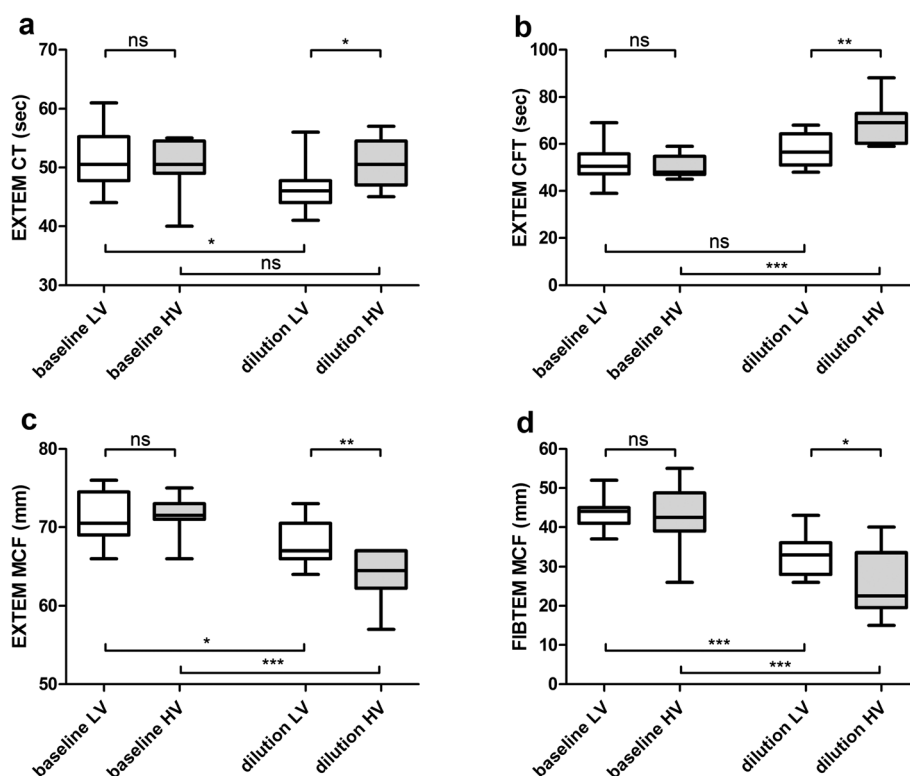 a
ns
*
70
60
50
40
30
EXTEM CT (sec)
*
ns
baseline LV
baseline HV
dilution LV
dilution HV
b
ns
**
100
80
60
40
20
0
EXTEM CFT (sec)
ns
***
baseline LV
baseline HV
dilution LV
dilution HV
c
ns
**
80
70
60
50
EXTEM MCF (mm)
*
***
baseline LV
baseline HV
dilution LV
dilution HV
d
ns
*
60
50
40
30
20
10
0
FIBTEM MCF (mm)
***
***
baseline LV
baseline HV
dilution LV
dilution HV